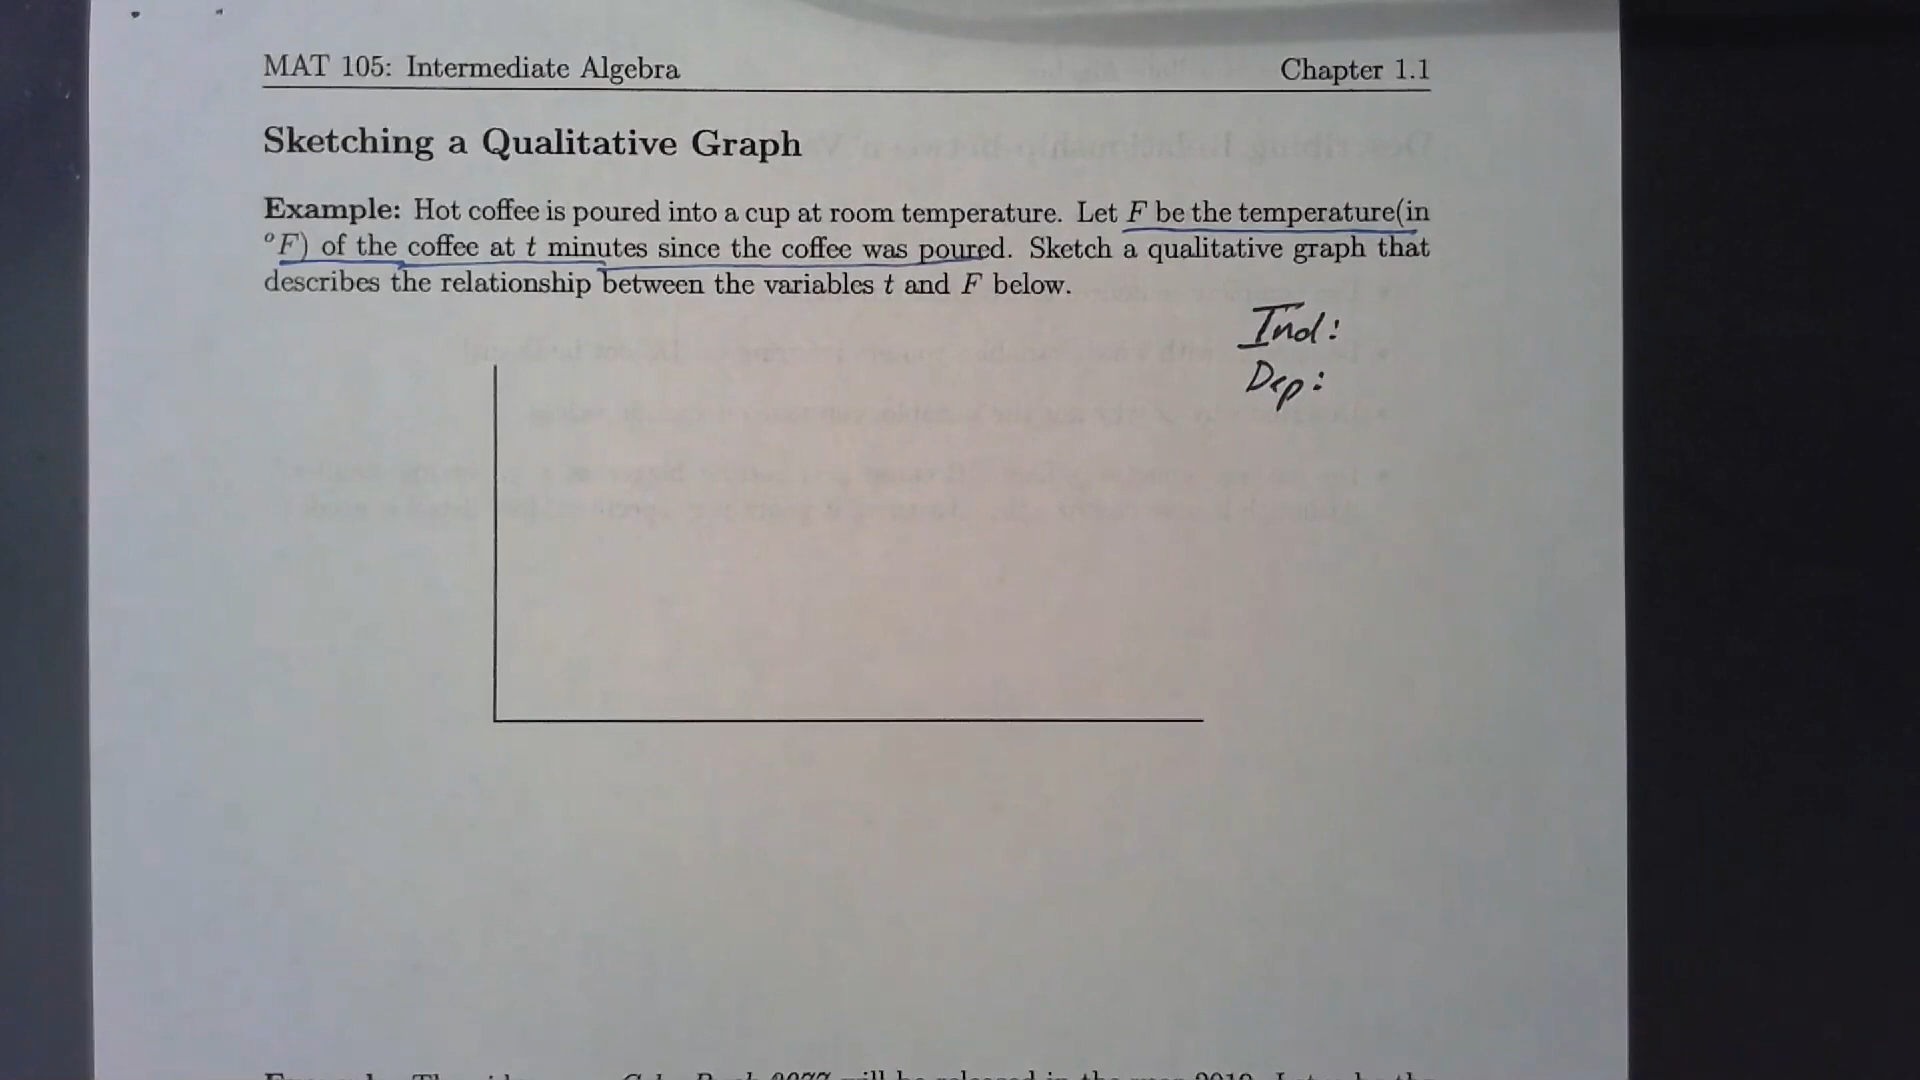 MAT 105: Intermediate Algebra Chapter 1.1
Sketching a Qualitative Graph
Example: Hot coffee is poured into a cup at room temperature. Let F be the temperature(in
°F) of the coffee at t minutes since the coffee was poured. Sketch a qualitative graph that
describes the relationship between the variables t and F below.
Ind:
Dep: